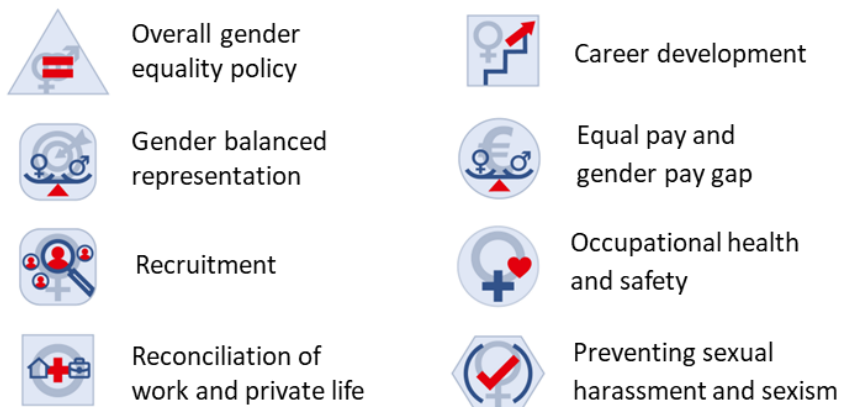 Overall gender
equality policy
Career development
Gender balanced
representation
Equal pay and
gender pay gap
Recruitment
Occupational health
and safety
Reconciliation of
work and private life
Preventing sexual
harassment and sexism